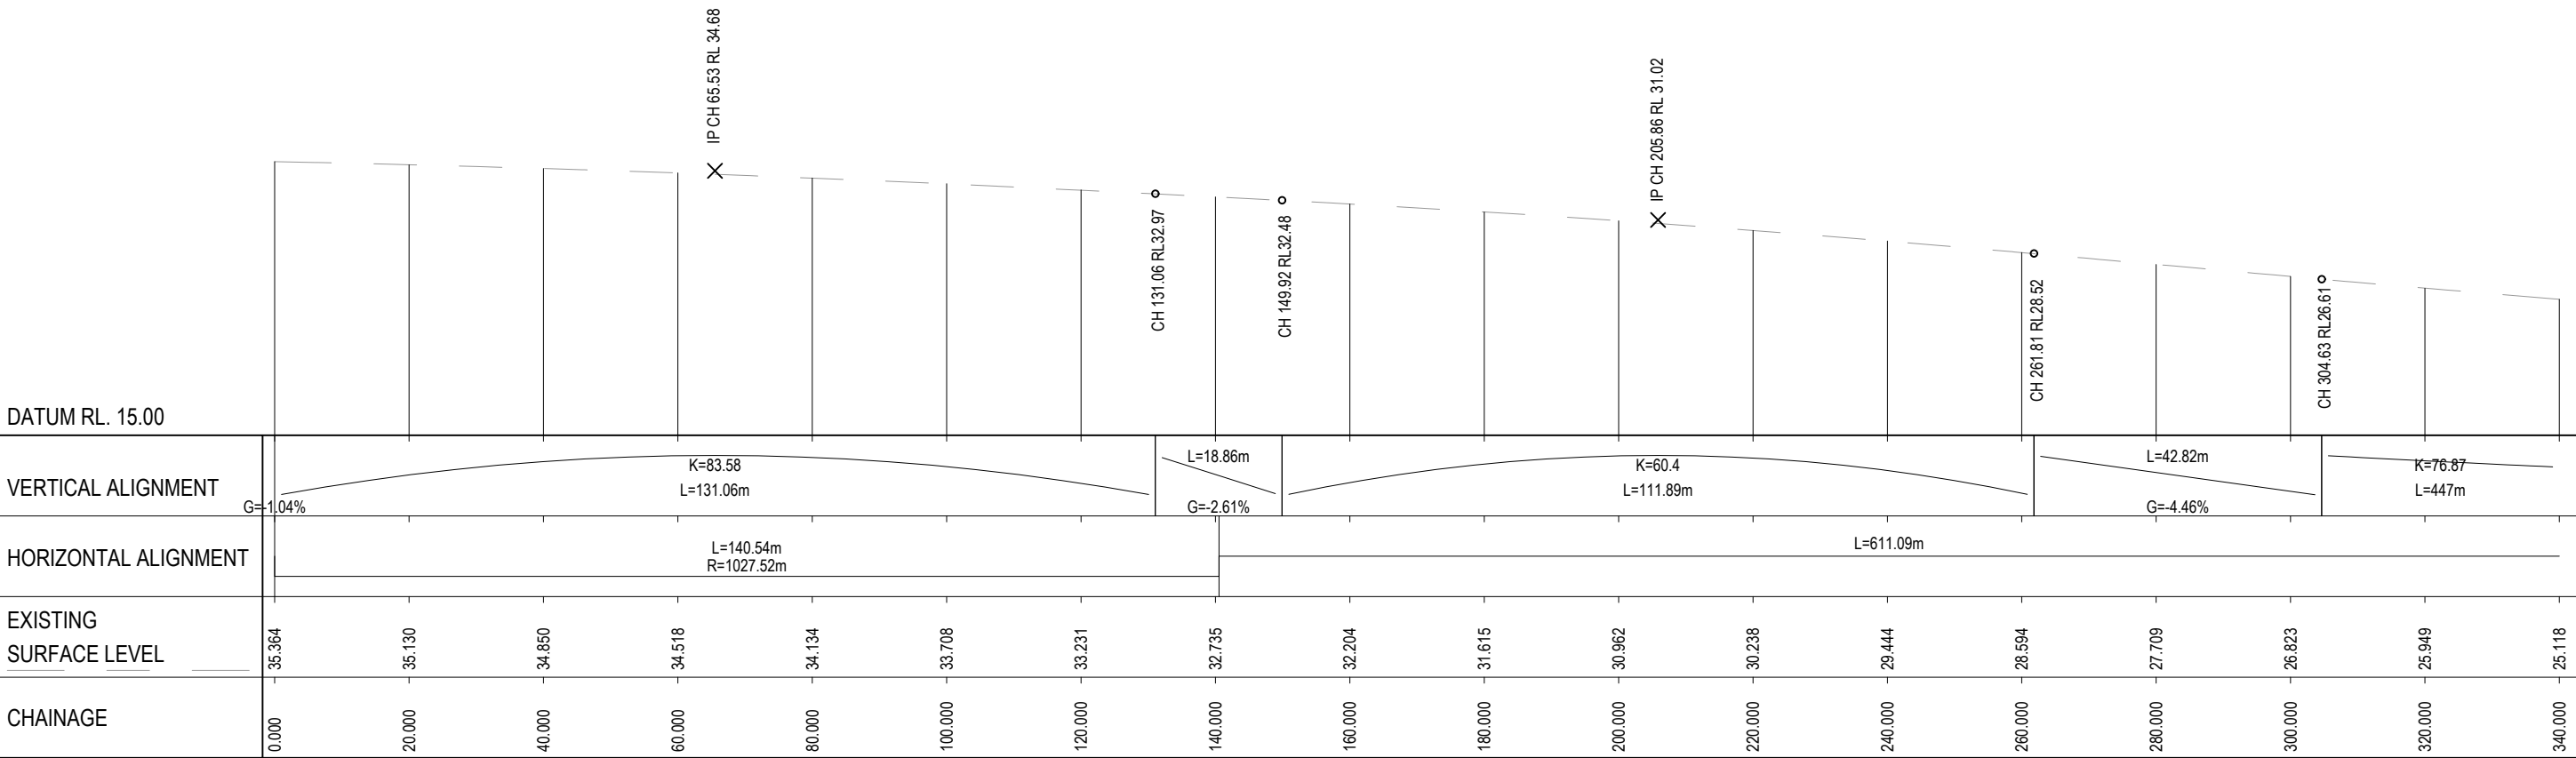 IP CH 65.53 RL 34.68
IP CH 205.86 RL 31.02
CH 131.06 RL32.97
CH 149.92 RL32.48
CH 261.81 RL28.52
CH 304.63 RL26.61
DATUM RL. 15.00
VERTICAL ALIGNMENT
G=-1.04%
K=83.58
L=131.06m
L=18.86m
G=-2.61%
K=60.4
L=111.89m
L=42.82m
G=-4.46%
K=76.87
L=447m
HORIZONTAL ALIGNMENT
L=140.54m
R=1027.52m
L=611.09m
EXISTING
SURFACE LEVEL
35.364 35.130 34.850 34.518 34.134 33.708 33.231 32.735 32.204 31.615 30.962 30.238 29.444 28.594 27.709 26.823 25.949 25.118
CHAINAGE
0.000 20.000 40.000 60.000 80.000 100.000 120.000 140.000 160.000 180.000 200.000 220.000 240.000 260.000 280.000 300.000 320.000 340.000